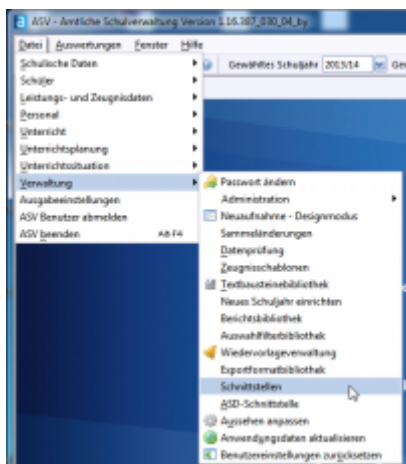 ASV - Amtliche Schulverwaltung Version 1.16.387_030_04_by
Datei Auswertungen Fenster Hilfe
Schulische Daten
Gewähltes Schuljahr 2013/14
Schüler
Leistungs- und Zeugnisdaten
Personal
Unterricht
Unterrichtsplanung
Unterrichtssituation
Verwaltung
Passwort ändern
Ausgabeeinstellungen
Administration
ASV Benutzer abmelden
Neuaufnahme - Designmodus
ASV beenden Alt-F4
Sammeländerungen
Datenprüfung
Zeugnisschablonen
Textbausteinebibliothek
Neues Schuljahr einrichten
Berichtsbibliothek
Auswahlfilterbibliothek
Wiedervorlageverwaltung
Exportformatbibliothek
Schnittstellen
ASD-Schnittstelle
Aussehen anpassen
Anwendungsdaten aktualisieren
Benutzereinstellungen zurücksetzen